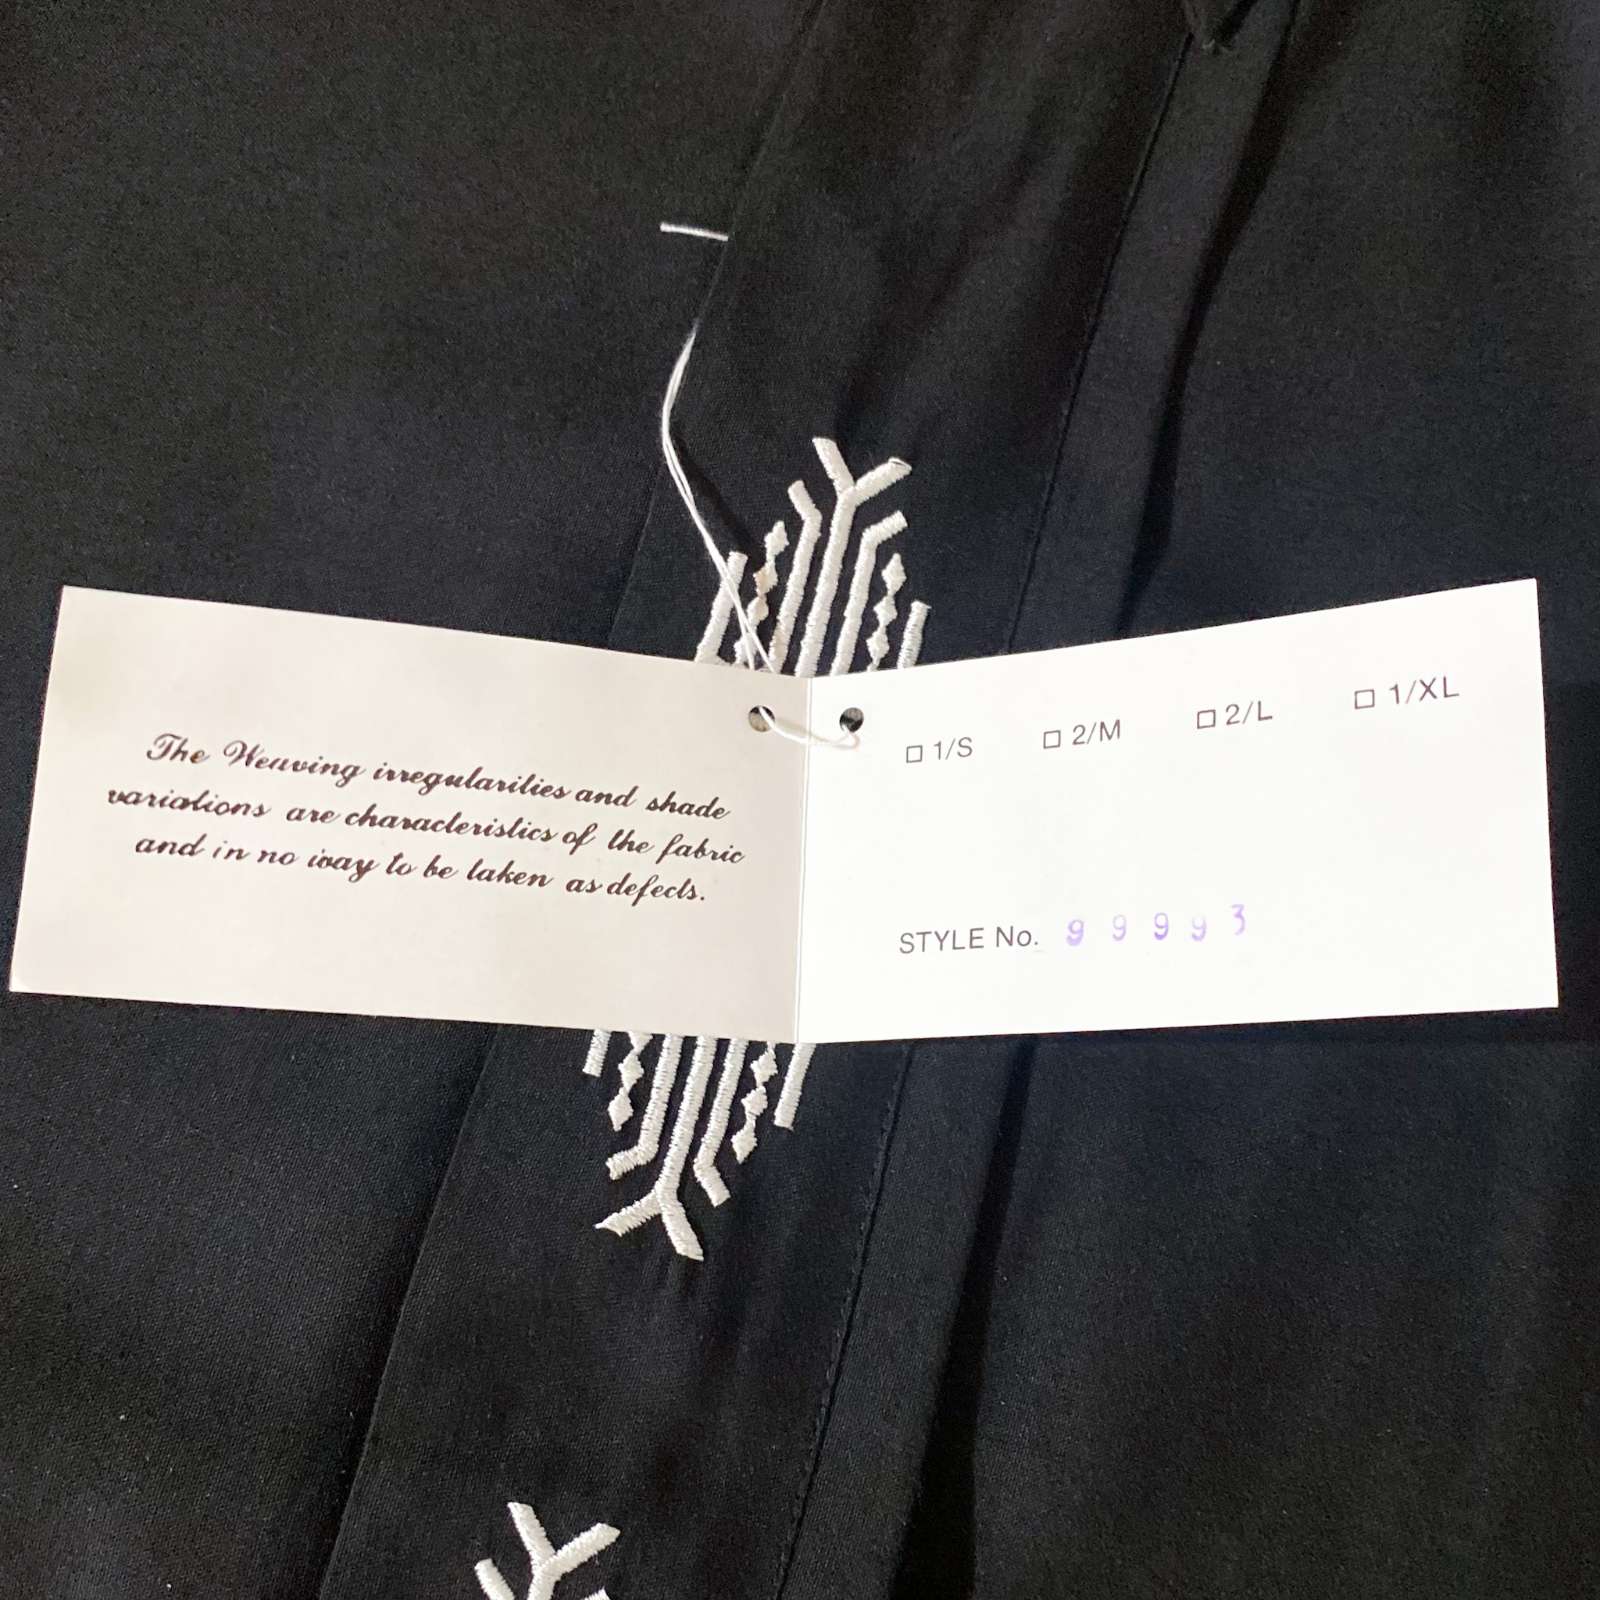 The Weaving irregularities and shade
variations are characteristics of the fabric
and in no way to be taken as defects.
☐ 1/S ☐ 2/M ☐ 2/L ☐ 1/XL
STYLE No. 99993